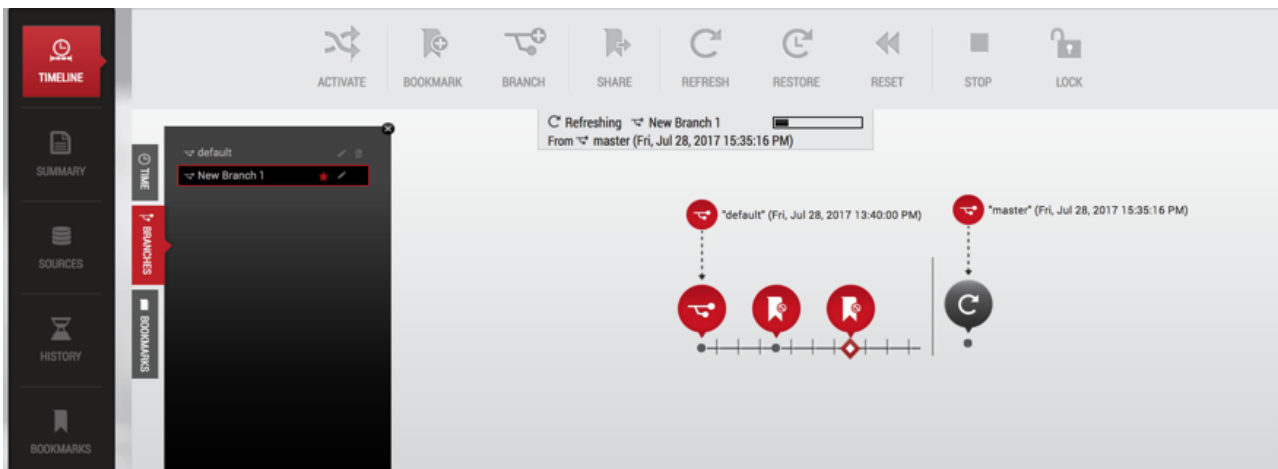 TIMELINE
SUMMARY
SOURCES
HISTORY
BOOKMARKS
ACTIVATE
BOOKMARK
BRANCH
SHARE
REFRESH
RESTORE
RESET
STOP
LOCK
Refreshing New Branch 1
From master (Fri, Jul 28, 2017 15:35:16 PM)
TIME
BRANCHES
BOOKMARKS
default
New Branch 1
"default" (Fri, Jul 28, 2017 13:40:00 PM)
"master" (Fri, Jul 28, 2017 15:35:16 PM)